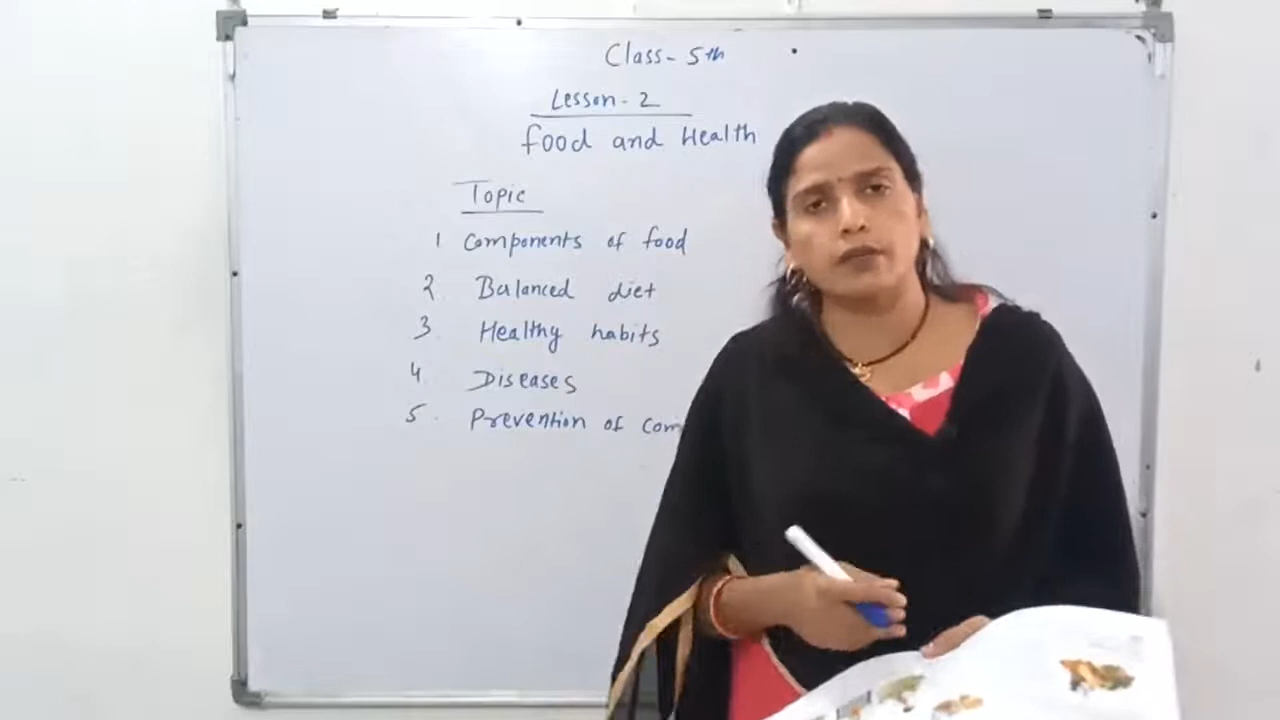 Class - 5th
Lesson - 2
food and Health
Topic
1 Components of food
2 Balanced diet
3 Healthy habits
4. Diseases
5. Prevention of